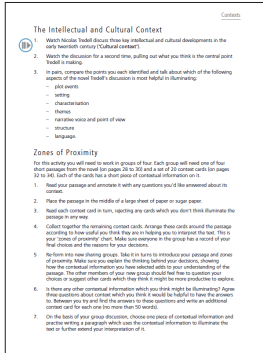 Contexts
The Intellectual and Cultural Context
1. Watch Nicolas Tredell discuss three key intellectual and cultural developments in the
early twentieth century ('Cultural context').
2. Watch the discussion for a second time, pulling out what you think is the central point
Tredell is making.
3. In pairs, compare the points you each identified and talk about which of the following
aspects of the novel Tredell's discussion is most helpful in illuminating:
– plot events
– setting
– characterisation
– themes
– narrative voice and point of view
– structure
– language.
Zones of Proximity
For this activity you will need to work in groups of four. Each group will need one of four
short passages from the novel (on pages 28 to 30) and a set of 20 context cards (on pages
32 to 34). Each of the cards has a short piece of contextual information on it.
1. Read your passage and annotate it with any questions you'd like answered about its
context.
2. Place the passage in the middle of a large sheet of paper or sugar paper.
3. Read each context card in turn, rejecting any cards which you don't think illuminate the
passage in any way.
4. Collect together the remaining context cards. Arrange these cards around the passage
according to how useful you think they are in helping you to interpret the text. This is
your 'zones of proximity' chart. Make sure everyone in the group has a record of your
final choices and the reasons for your decisions.
5 Re-form into new sharing groups. Take it in turns to introduce your passage and zones
of proximity. Make sure you explain the thinking behind your decisions, showing
how the contextual information you have selected adds to your understanding of the
passage. The other members of your new group should feel free to question your
choices or suggest other cards which they think it might be more productive to explore.
6. Is there any other contextual information which you think might be illuminating? Agree
three questions about context which you think it would be helpful to have the answers
to. Between you try and find the answers to these questions and write an additional
context card for each one (no more than 50 words).
7. On the basis of your group discussion, choose one piece of contextual information and
practise writing a paragraph which uses the contextual information to illuminate the
text or further extend your interpretation of it.